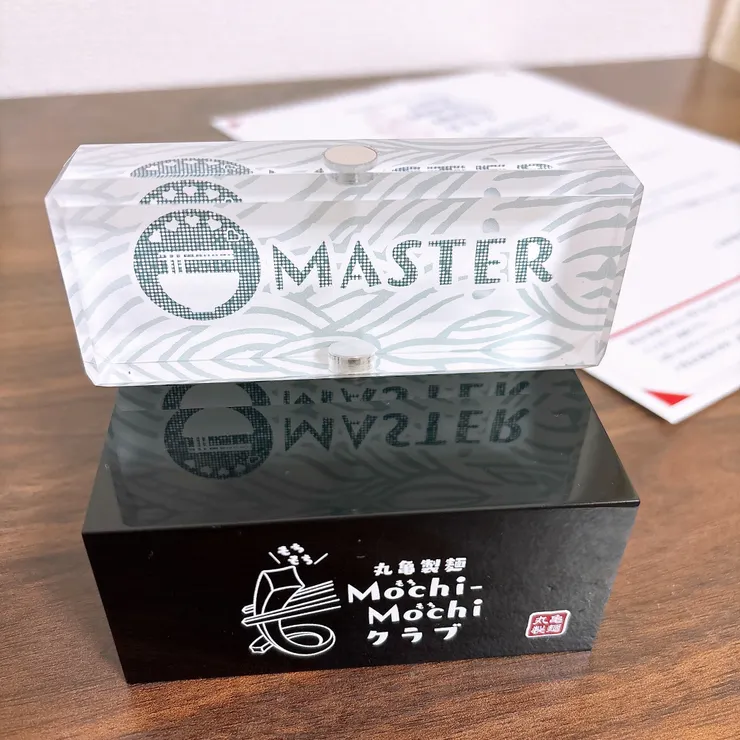 MASTER
もちもち
丸亀製麺
Mochi-
Mochi
クラブ
丸亀
製麺